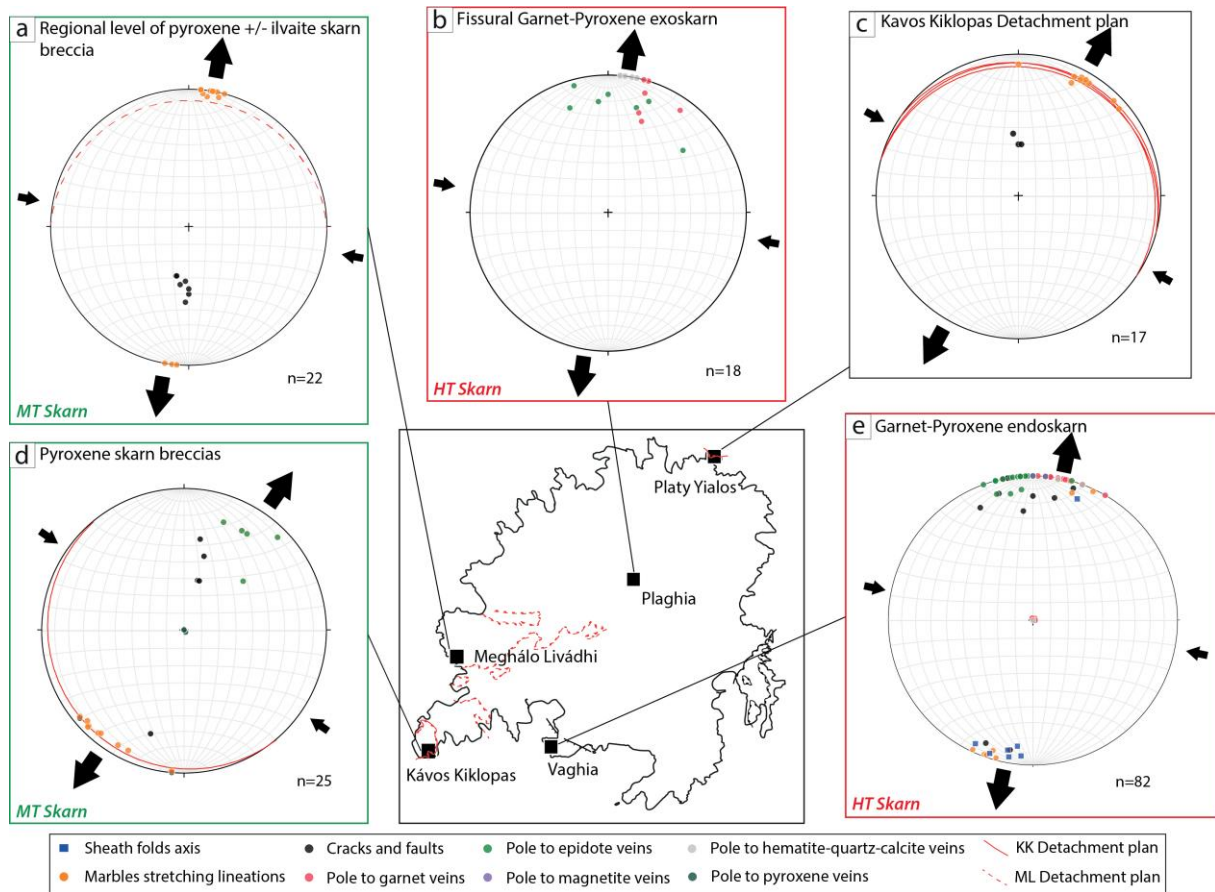 a
Regional level of pyroxene +/- ilvaite skarn
breccia
n=22
MT Skarn
b
Fissural Garnet-Pyroxene exoskarn
n=18
HT Skarn
c
Kavos Kiklopas Detachment plan
n=17
d
Pyroxene skarn breccias
n=25
MT Skarn
Platy Yialos
Plaghia
Meghálo Livádhi
Kávos Kiklopas
Vaghia
e
Garnet-Pyroxene endoskarn
n=82
HT Skarn
Sheath folds axis
Cracks and faults
Pole to epidote veins
Pole to hematite-quartz-calcite veins
KK Detachment plan
Marbles stretching lineations
Pole to garnet veins
Pole to magnetite veins
Pole to pyroxene veins
ML Detachment plan